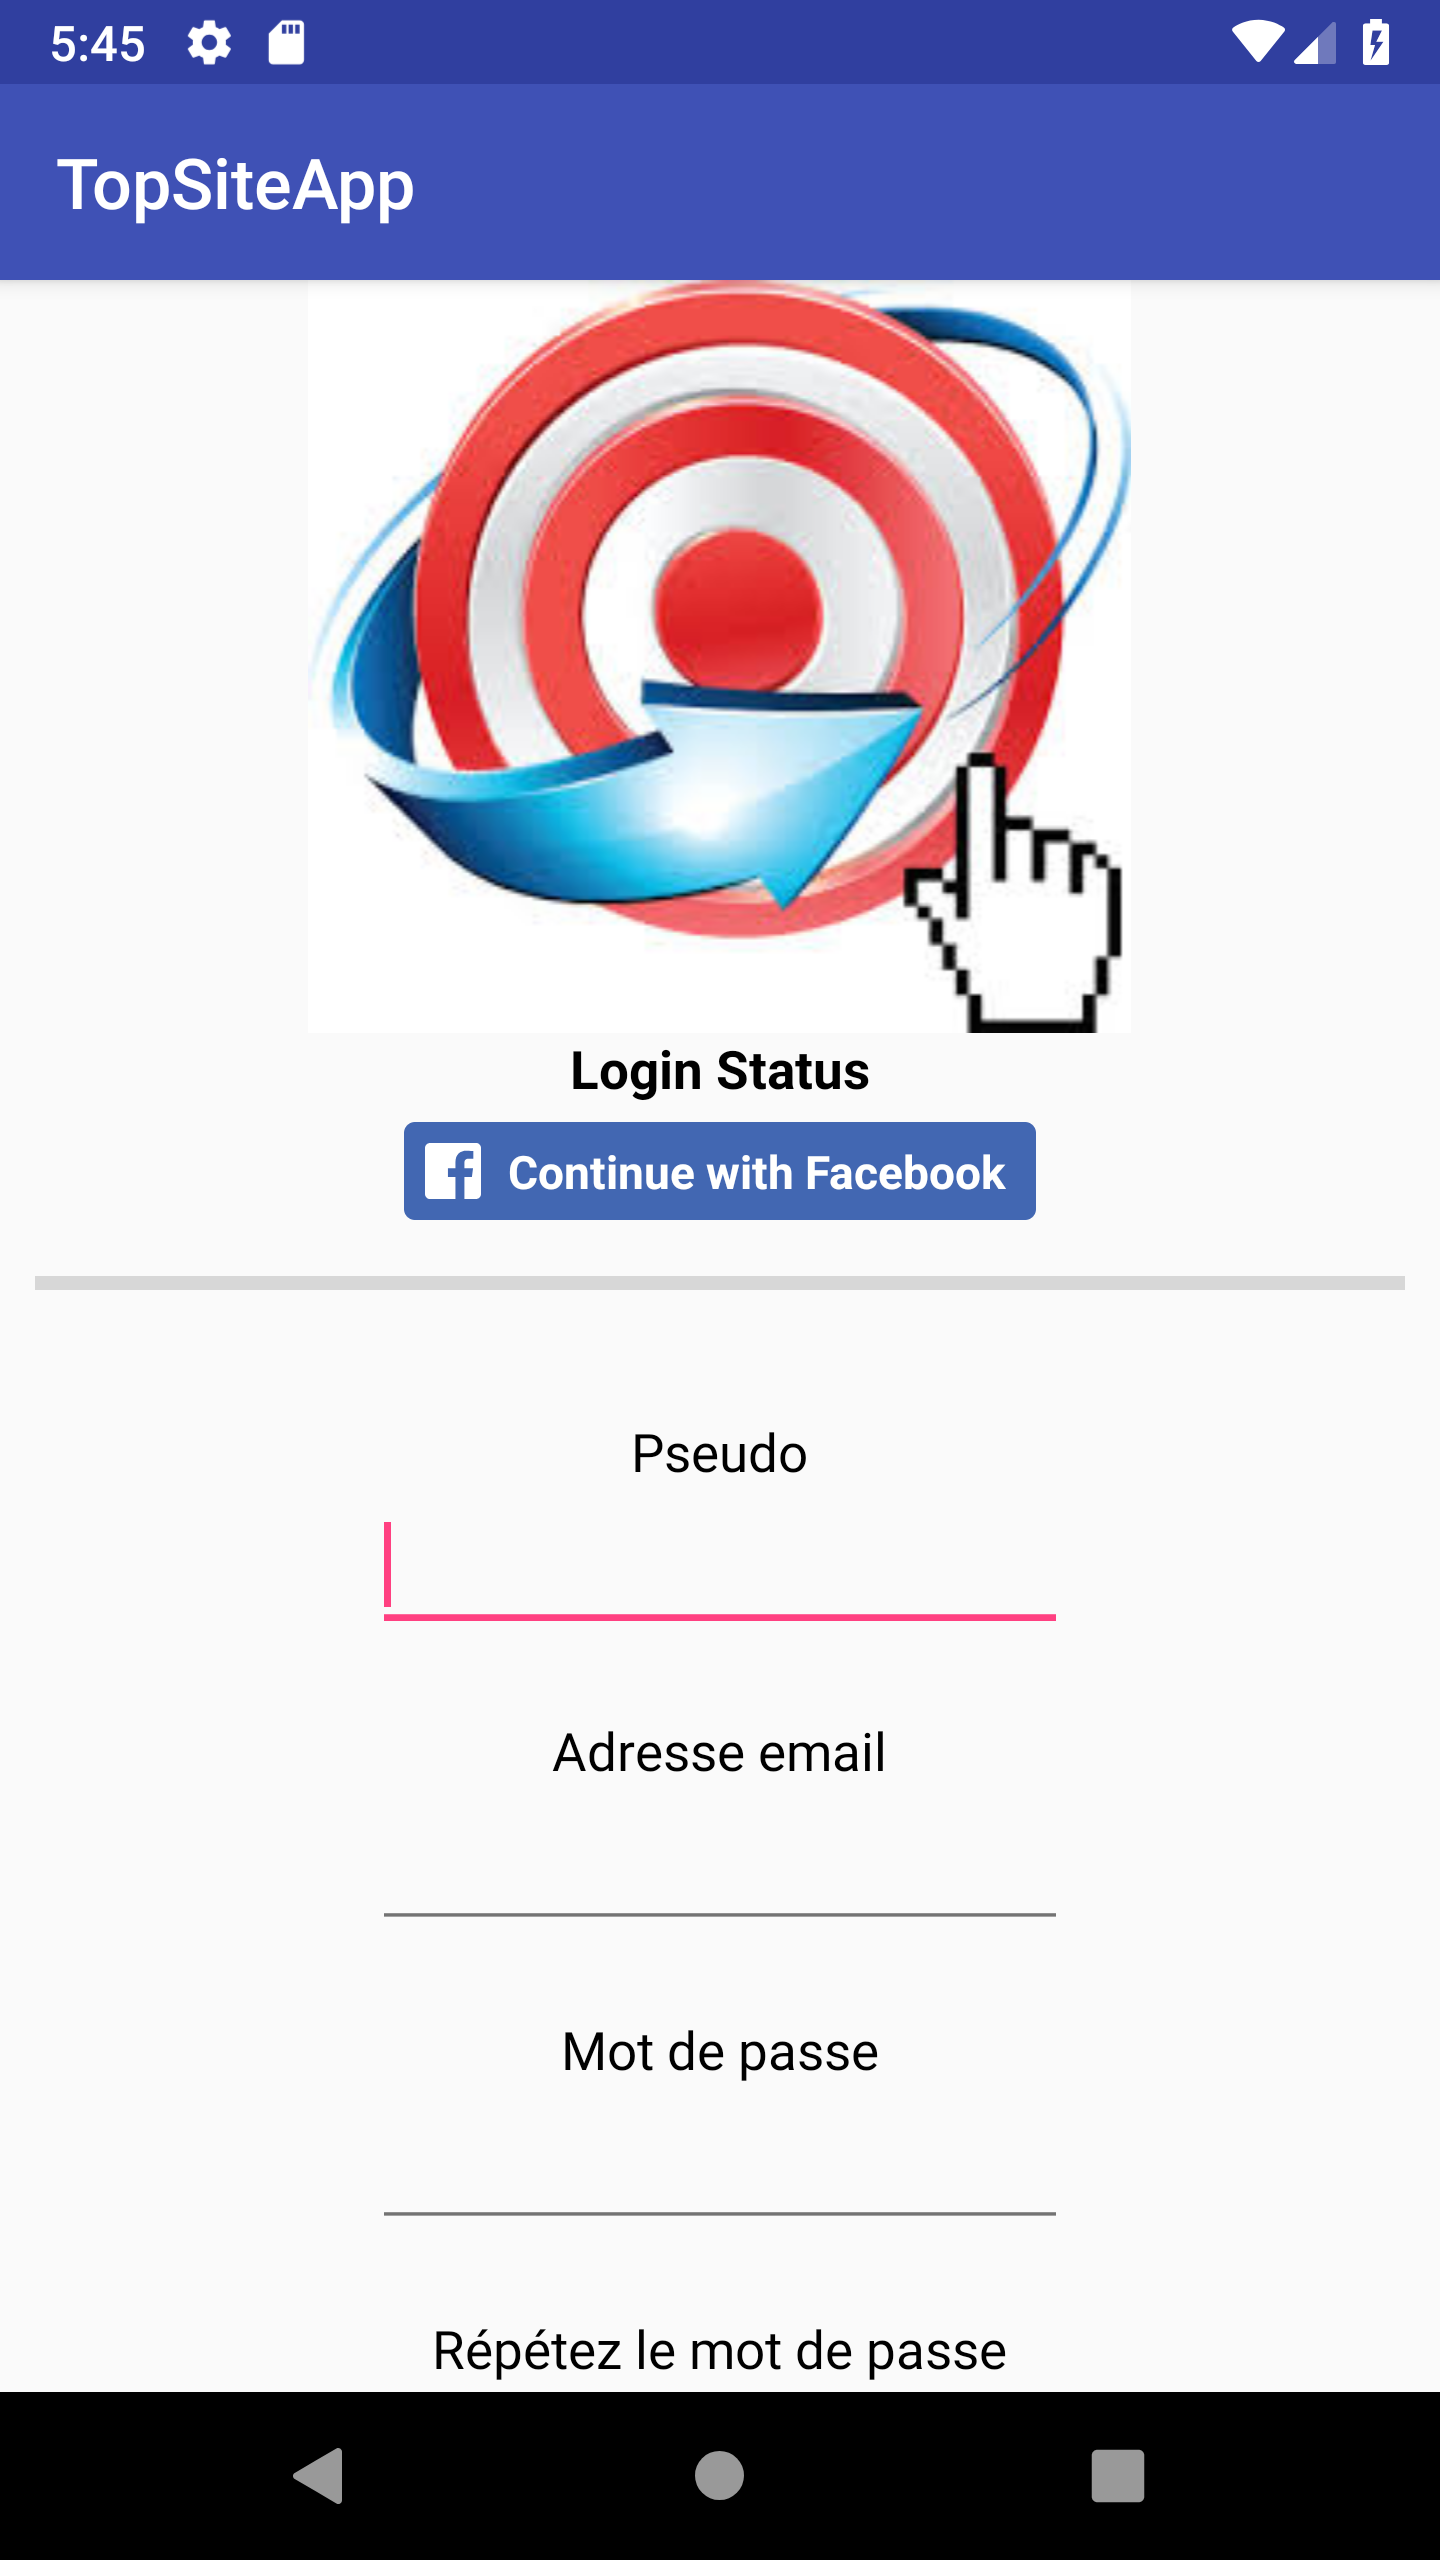 5:45
TopSiteApp
Login Status
Continue with Facebook
Pseudo
Adresse email
Mot de passe
Répétez le mot de passe